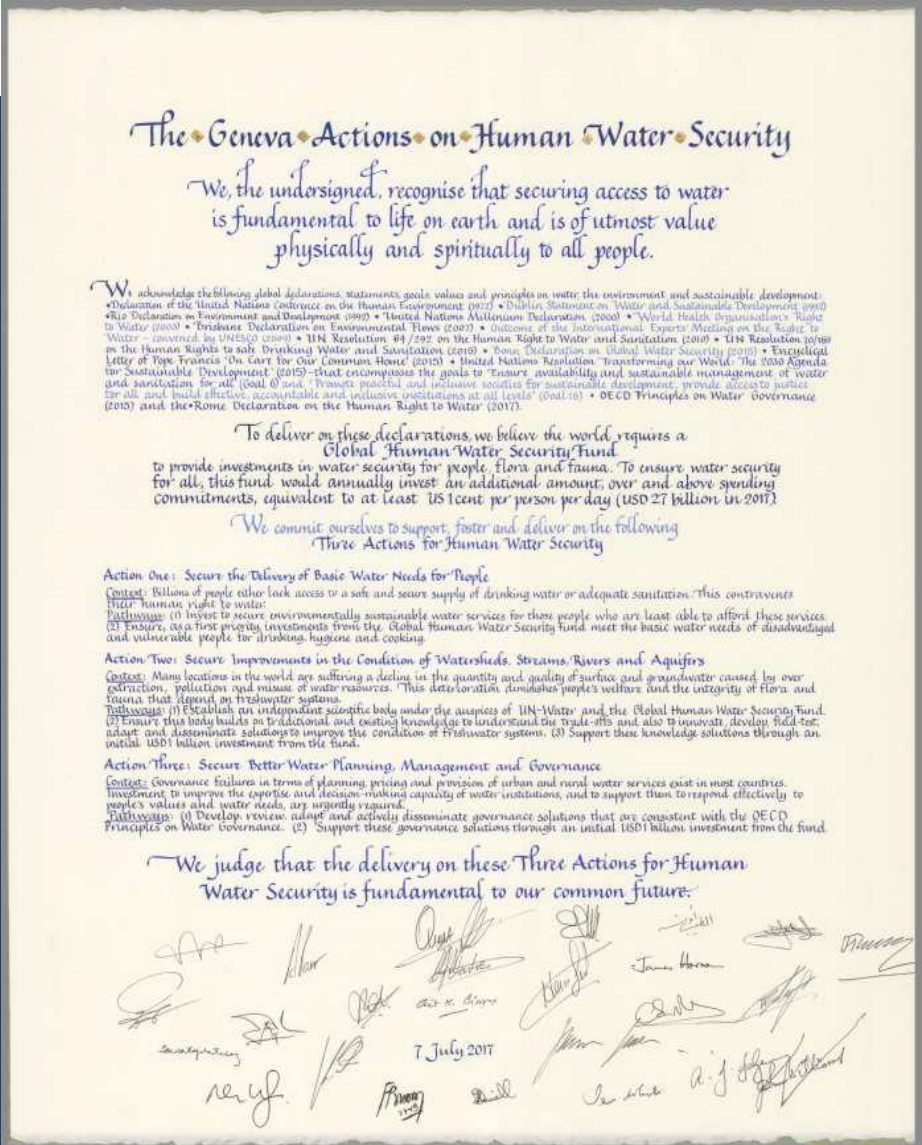 The Geneva Actions on Human Water Security
We, the undersigned, recognise that securing access to water
is fundamental to life on earth and is of utmost value
physically and spiritually to all people.
We acknowledge the following global declarations, statements, goals, values and principles on water, the environment and sustainable development:
•Declaration of the United Nations Conference on the Human Environment (1972) •Dublin Statement on Water and Sustainable Development (1992)
•Rio Declaration on Environment and Development (1992) •United Nations Millenium Declaration (2000) •World Health Organisation's 'Right
to Water (2003) •Brisbane Declaration on Environmental Flows (2007) • Outcome of the International Experts' Meeting on the Right to
Water – convened by UNESCO (2009) • UN Resolution 64/292 on the Human Right to Water and Sanitation (2010) • UN Resolution 70/169
on the Human Rights to safe Drinking Water and Sanitation (2015) • Bonn Declaration on Global Water Security (2013) • Encyclical
Letter of Pope Francis 'On Care for Our Common Home' (2015) • United Nations Resolution 'Transforming our World: The 2030 Agenda
for Sustainable Development' (2015)–that encompasses the goals to 'Ensure availability and sustainable management of water
and sanitation for all' (Goal 6) and 'Promote peaceful and inclusive societies for sustainable development, provide access to justice
for all and build effective, accountable and inclusive institutions at all levels' (Goal 16) • OECD Principles on Water Governance
(2015) and the•Rome Declaration on the Human Right to Water (2017).
To deliver on these declarations, we believe the world requires a
Global Human Water Security Fund
to provide investments in water security for people, flora and fauna. To ensure water security
for all, this fund would annually invest an additional amount, over and above spending
commitments, equivalent to at least US 1 cent per person per day (USD 27 billion in 2017).
We commit ourselves to support, foster and deliver on the following
Three Actions for Human Water Security
Action One: Secure the Delivery of Basic Water Needs for People
Context: Billions of people either lack access to a safe and secure supply of drinking water or adequate sanitation. This contravenes
their human right to water.
Pathways: (1) Invest to secure environmentally sustainable water services for those people who are least able to afford these services.
(2) Ensure, as a first priority, investments from the Global Human Water Security Fund meet the basic water needs of disadvantaged
and vulnerable people for drinking, hygiene and cooking.
Action Two: Secure Improvements in the Condition of Watersheds, Streams, Rivers and Aquifers
Context: Many locations in the world are suffering a decline in the quantity and quality of surface and groundwater caused by over
extraction, pollution and misuse of water resources. This deterioration diminishes people's welfare and the integrity of flora and
fauna that depend on freshwater systems.
Pathways: (1) Establish an independent scientific body under the auspices of UN-Water and the Global Human Water Security Fund.
(2) Ensure this body builds on traditional and existing knowledge to understand the trade-offs and also to innovate, develop, field-test,
adapt and disseminate solutions to improve the condition of freshwater systems. (3) Support these knowledge solutions through an
initial USD1 billion investment from the fund.
Action Three: Secure Better Water Planning, Management and Governance
Context: Governance failures in terms of planning, pricing and provision of urban and rural water services exist in most countries.
Investment to improve the expertise and decision-making capacity of water institutions, and to support them to respond effectively to
people's values and water needs, are urgently required.
Pathways: (1) Develop, review, adapt and actively disseminate governance solutions that are consistent with the OECD
Principles on Water Governance. (2) Support these governance solutions through an initial USD1 billion investment from the fund.
We judge that the delivery on these Three Actions for Human
Water Security is fundamental to our common future.
James Horne
7 July 2017